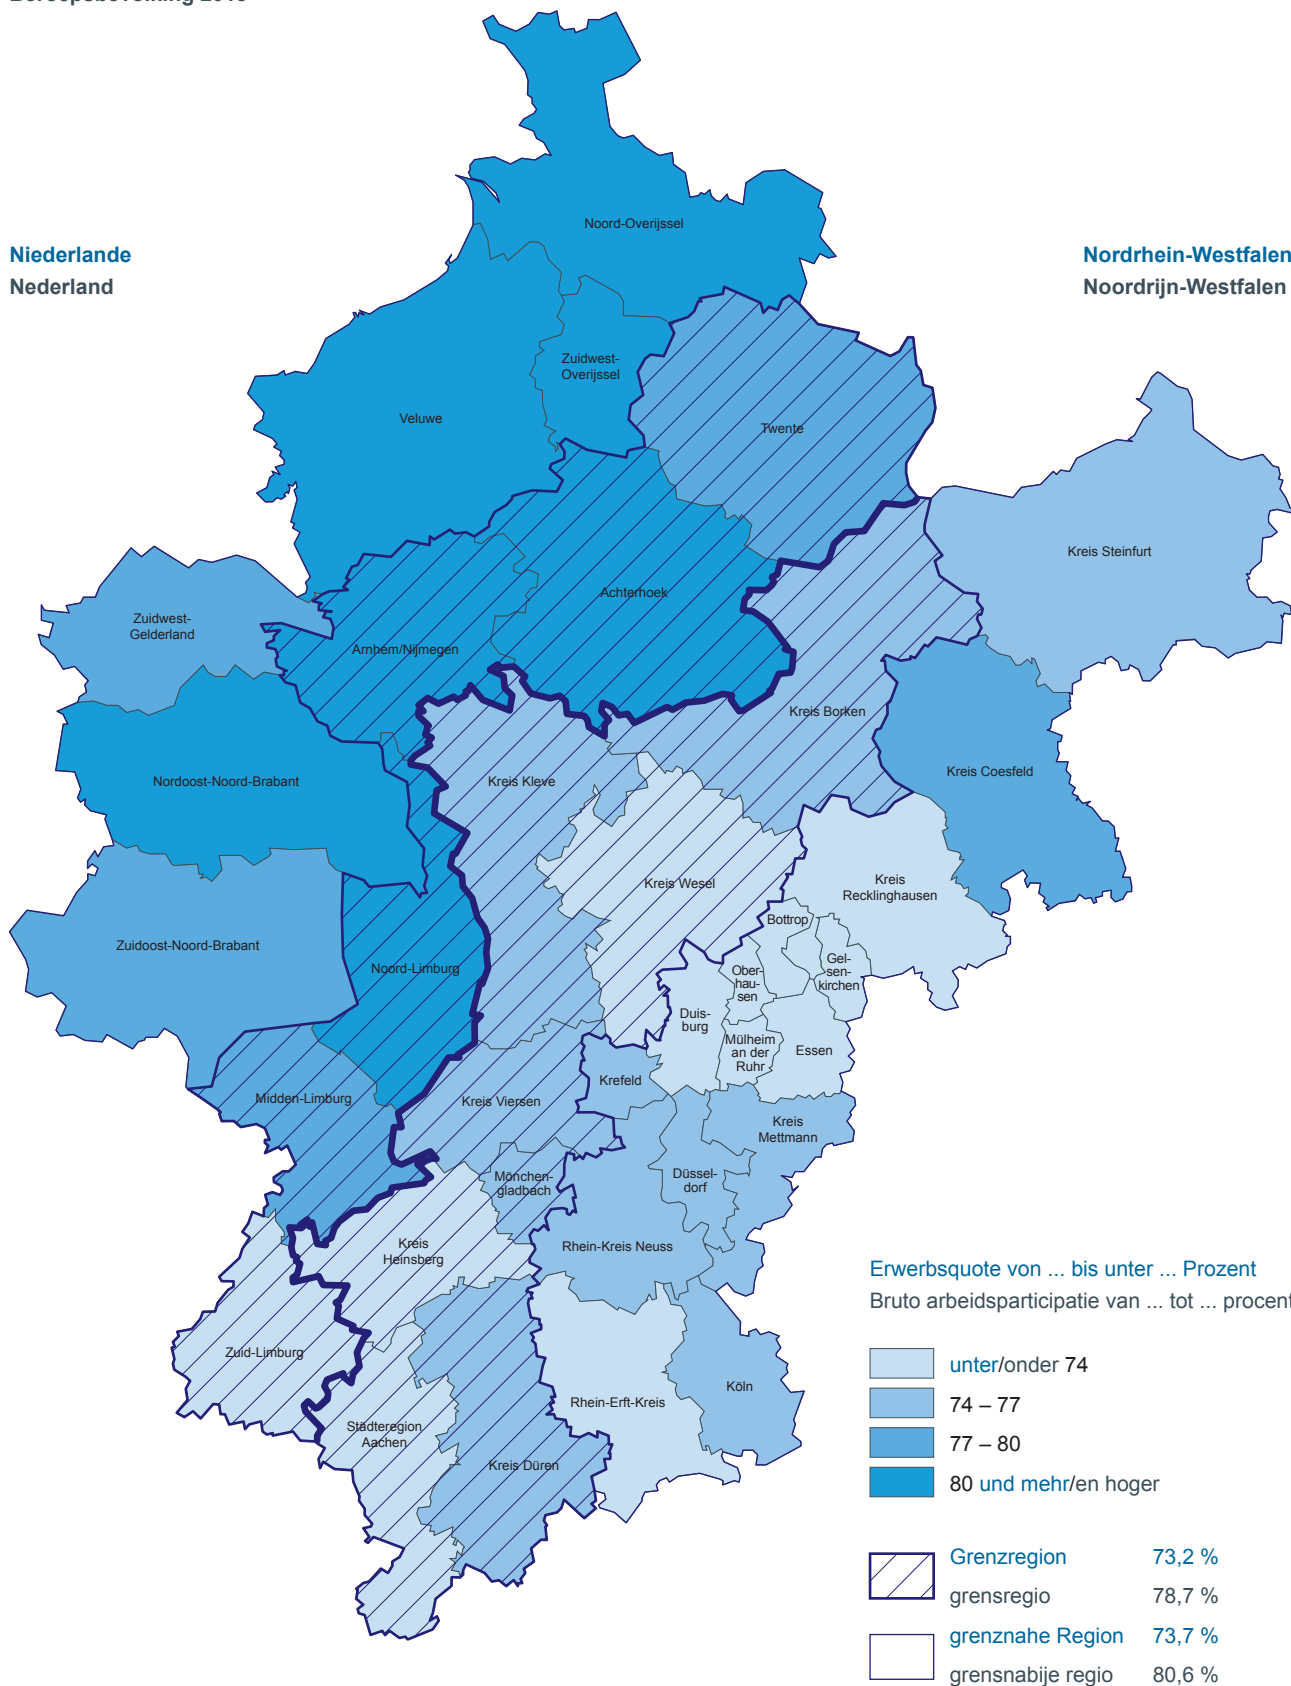 Niederlande
Nederland
Nordrhein-Westfalen
Noordrijn-Westfalen
Noord-Overijssel
Zuidwest-
Overijssel
Veluwe
Twente
Kreis Steinfurt
Achterhoek
Zuidwest-
Gelderland
Arnhem/Nijmegen
Kreis Borken
Kreis Coesfeld
Nordoost-Noord-Brabant
Kreis Kleve
Kreis Wesel
Kreis
Recklinghausen
Bottrop
Zuidoost-Noord-Brabant
Noord-Limburg
Ober-
hau-
sen
Gel-
sen-
kirchen
Duis-
burg
Mülheim
an der
Ruhr
Essen
Krefeld
Midden-Limburg
Kreis Viersen
Kreis
Mettmann
Mönchen-
gladbach
Düssel-
dorf
Kreis
Heinsberg
Rhein-Kreis Neuss
Zuid-Limburg
Städteregion
Aachen
Kreis Düren
Rhein-Erft-Kreis
Köln
Erwerbsquote von ... bis unter ... Prozent
Bruto arbeidsparticipatie van ... tot ... procent
unter/onder 74
74 – 77
77 – 80
80 und mehr/en hoger
Grenzregion 73,2 %
grensregio 78,7 %
grenznahe Region 73,7 %
grensnabije regio 80,6 %